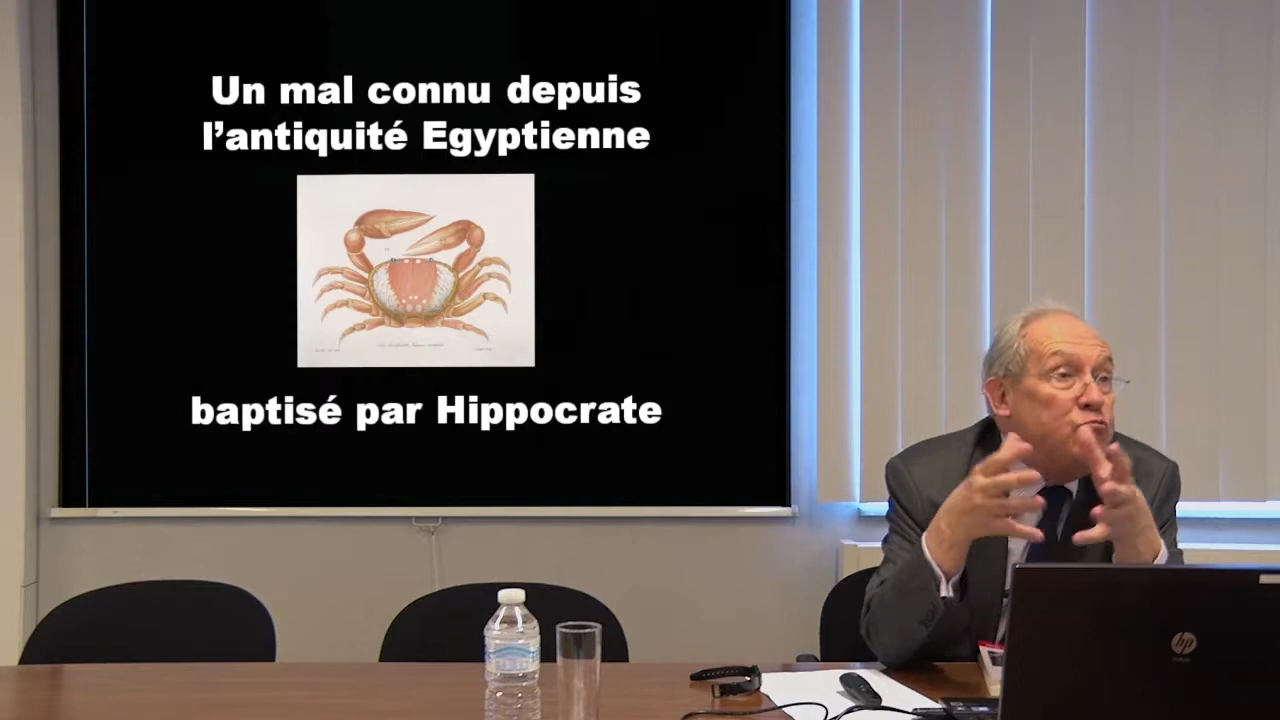 Un mal connu depuis
l’antiquité Egyptienne
baptisé par Hippocrate
hp